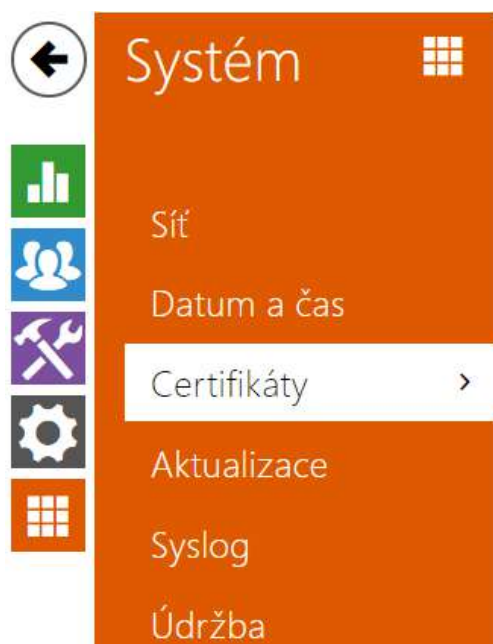 Systém
Síť
Datum a čas
Certifikáty
Aktualizace
Syslog
Údržba